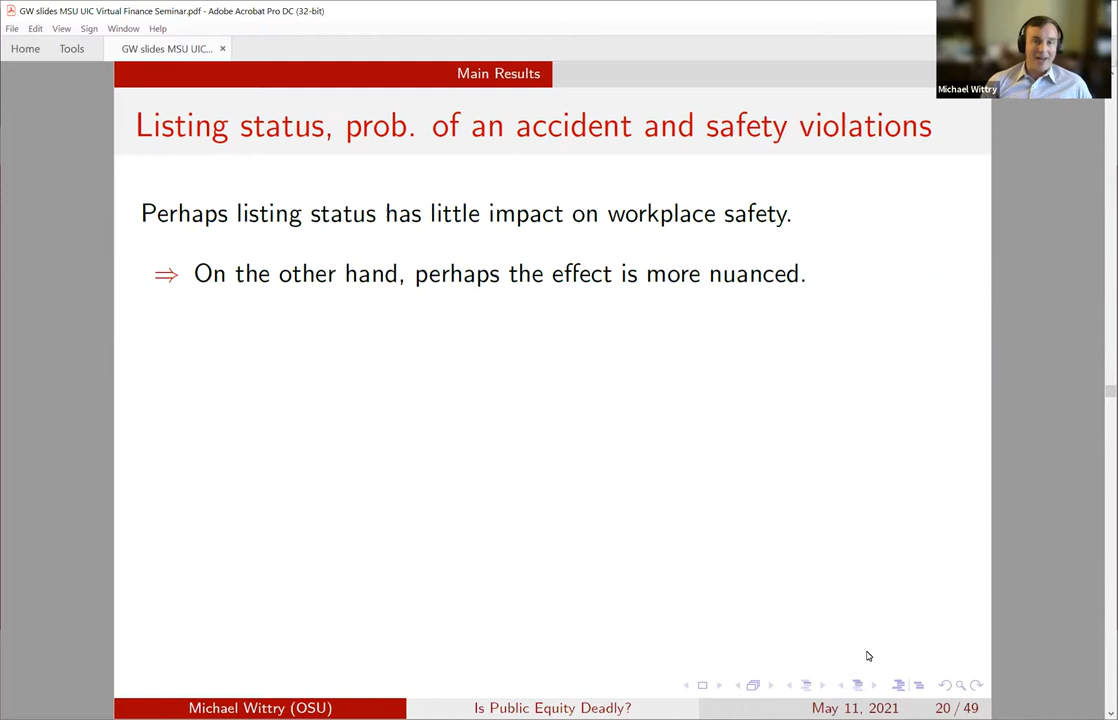 GW slides MSU UIC Virtual Finance Seminar.pdf - Adobe Acrobat Pro DC (32-bit)
File Edit View Sign Window Help
Home Tools GW slides MSU UIC... ×
Michael Wittry
Main Results
Listing status, prob. of an accident and safety violations
Perhaps listing status has little impact on workplace safety.
⇒ On the other hand, perhaps the effect is more nuanced.
Michael Wittry (OSU) Is Public Equity Deadly? May 11, 2021 20 / 49